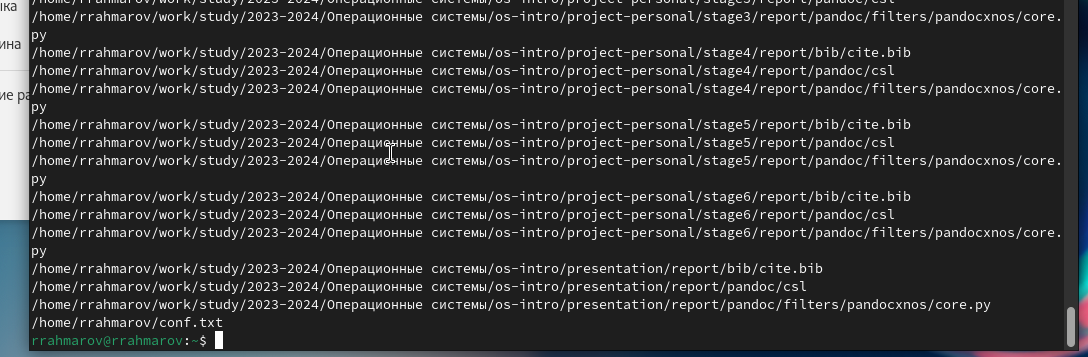 /home/rrahmarov/work/study/2023-2024/Операционные системы/os-intro/project-personal/stage3/report/pandoc/csl
/home/rrahmarov/work/study/2023-2024/Операционные системы/os-intro/project-personal/stage3/report/pandoc/filters/pandocxnos/core.
py
/home/rrahmarov/work/study/2023-2024/Операционные системы/os-intro/project-personal/stage4/report/bib/cite.bib
/home/rrahmarov/work/study/2023-2024/Операционные системы/os-intro/project-personal/stage4/report/pandoc/csl
/home/rrahmarov/work/study/2023-2024/Операционные системы/os-intro/project-personal/stage4/report/pandoc/filters/pandocxnos/core.
py
/home/rrahmarov/work/study/2023-2024/Операционные системы/os-intro/project-personal/stage5/report/bib/cite.bib
/home/rrahmarov/work/study/2023-2024/Операционные системы/os-intro/project-personal/stage5/report/pandoc/csl
/home/rrahmarov/work/study/2023-2024/Операционные системы/os-intro/project-personal/stage5/report/pandoc/filters/pandocxnos/core.
py
/home/rrahmarov/work/study/2023-2024/Операционные системы/os-intro/project-personal/stage6/report/bib/cite.bib
/home/rrahmarov/work/study/2023-2024/Операционные системы/os-intro/project-personal/stage6/report/pandoc/csl
/home/rrahmarov/work/study/2023-2024/Операционные системы/os-intro/project-personal/stage6/report/pandoc/filters/pandocxnos/core.
py
/home/rrahmarov/work/study/2023-2024/Операционные системы/os-intro/presentation/report/bib/cite.bib
/home/rrahmarov/work/study/2023-2024/Операционные системы/os-intro/presentation/report/pandoc/csl
/home/rrahmarov/work/study/2023-2024/Операционные системы/os-intro/presentation/report/pandoc/filters/pandocxnos/core.py
/home/rrahmarov/conf.txt
rrahmarov@rrahmarov:~$